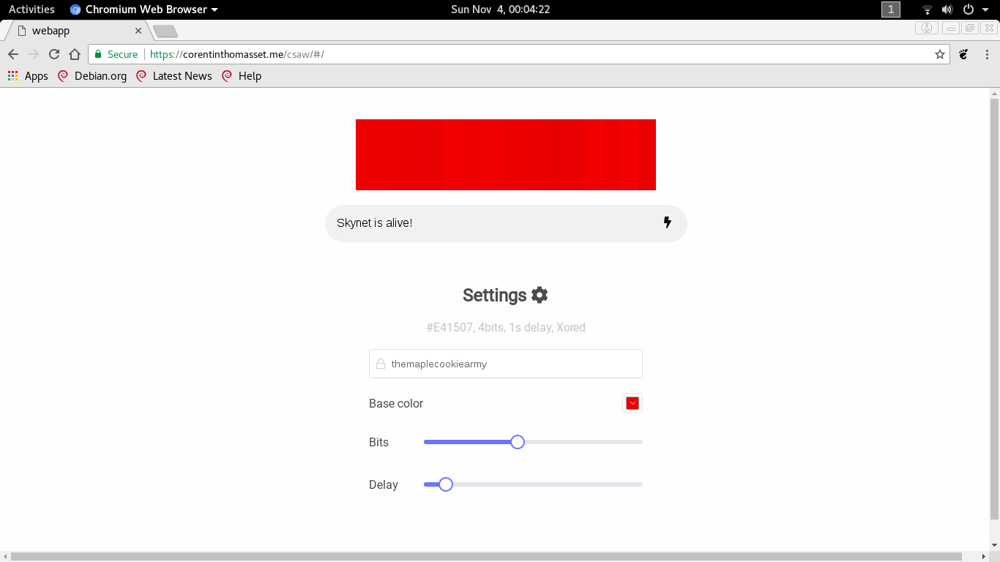 Activities Chromium Web Browser Sun Nov 4, 00:04:22 1
webapp
Secure https://corentinthomasset.me/csaw/#/
Apps Debian.org Latest News Help
Skynet is alive!
Settings
#E41507, 4bits, 1s delay, Xored
themaplecookiearmy
Base color
Bits
Delay